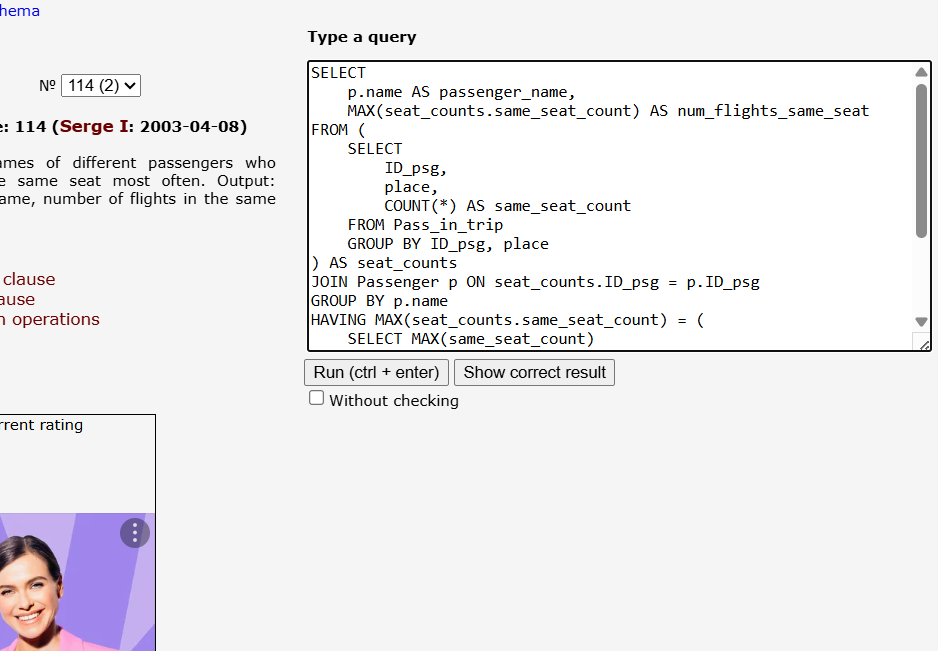 hema
Type a query
Nº 114 (2)
: 114 (Serge I: 2003-04-08)
ames of different passengers who
e same seat most often. Output:
ame, number of flights in the same
clause
ause
n operations
SELECT
    p.name AS passenger_name,
    MAX(seat_counts.same_seat_count) AS num_flights_same_seat
FROM (
    SELECT
        ID_psg,
        place,
        COUNT(*) AS same_seat_count
    FROM Pass_in_trip
    GROUP BY ID_psg, place
) AS seat_counts
JOIN Passenger p ON seat_counts.ID_psg = p.ID_psg
GROUP BY p.name
HAVING MAX(seat_counts.same_seat_count) = (
    SELECT MAX(same_seat_count)
Run (ctrl + enter) Show correct result
Without checking
rrent rating